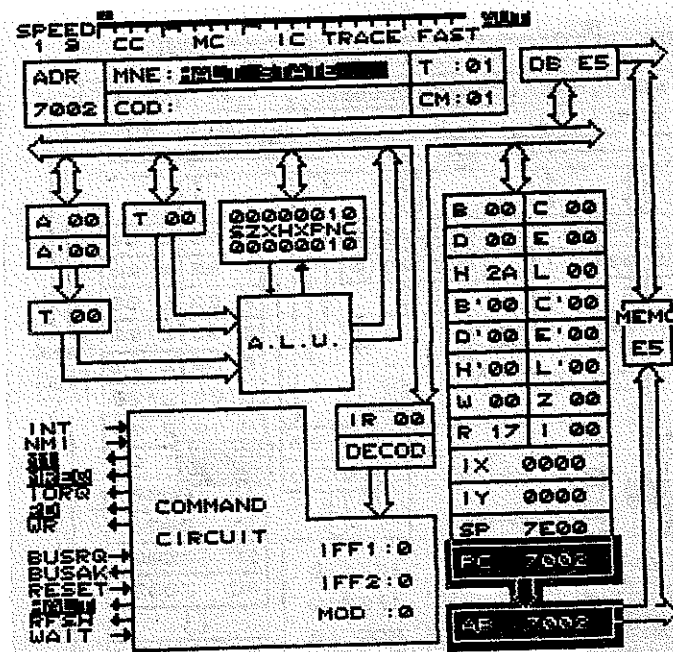 SPEED
1 9 CC MC IC TRACE FAST
ADR MNE: T :01 DB E5
7002 COD: CM:01
A 00 T 00 00000010 B 00 C 00
A'00 SZXHXPNC D 00 E 00
00000010 H 2A L 00
T 00 B'00 C'00 MEMO
A.L.U. D'00 E'00 E5
H'00 L'00
IR 00 W 00 Z 00
DECOD R 17 I 00
INT IX 0000
NMI IY 0000
IORQ SP 7E00
WR COMMAND PC 7002
BUSRQ CIRCUIT IFF1:0
BUSAK IFF2:0
RESET MOD :0
RFSH AB 7002
WAIT